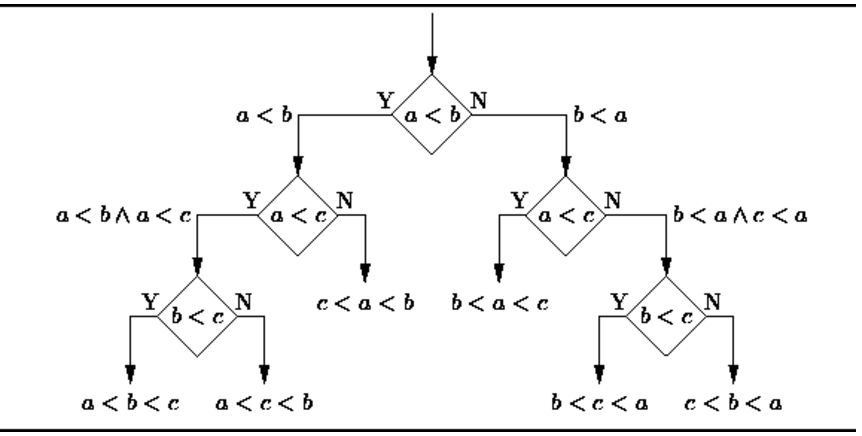 Y a < b N
a < b b < a
Y a < c N Y a < c N
a < b ∧ a < c b < a ∧ c < a
c < a < b b < a < c
Y b < c N Y b < c N
a < b < c a < c < b b < c < a c < b < a